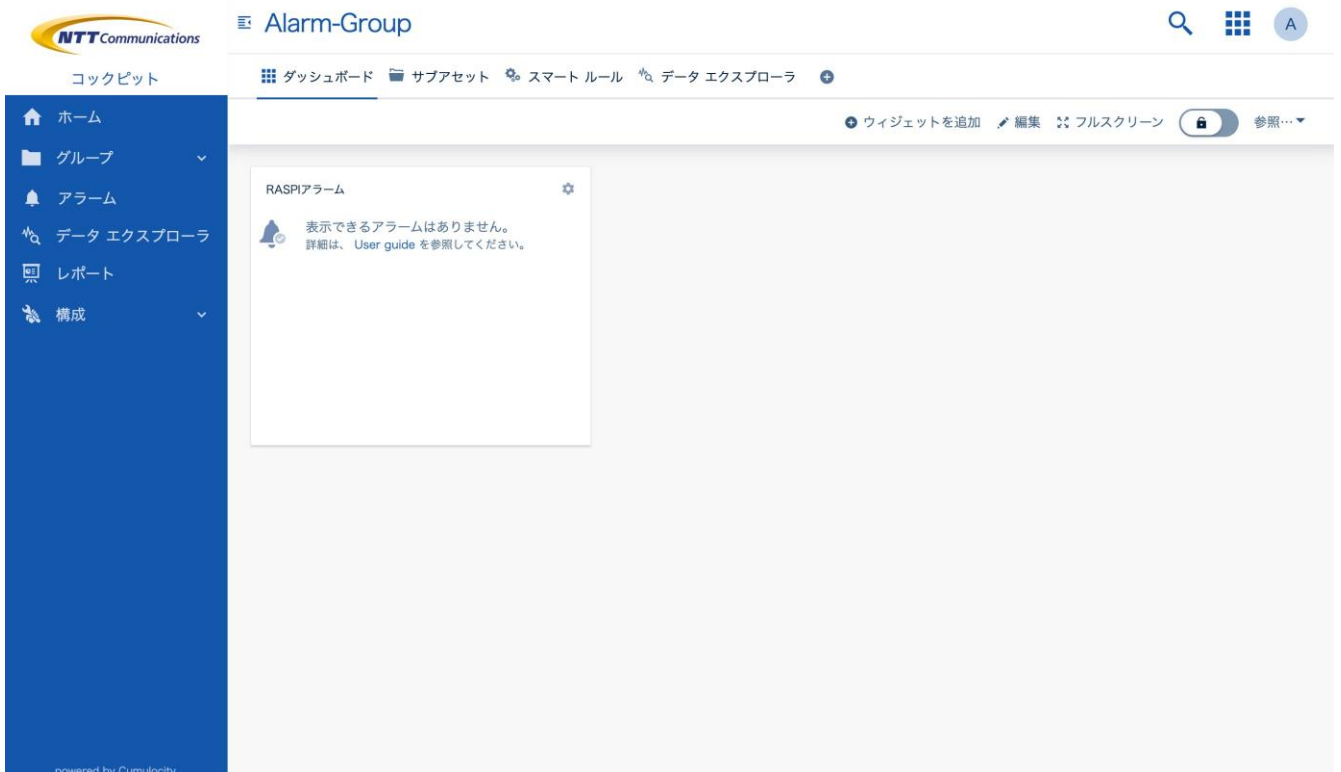 NTT Communications
コックピット
ホーム
グループ
アラーム
データ エクスプローラ
レポート
構成
powered by Cumulocity
Alarm-Group
A
ダッシュボード サブアセット スマート ルール データ エクスプローラ
ウィジェットを追加 編集 フルスクリーン 参照…
RASPIアラーム
表示できるアラームはありません。
詳細は、 User guide を参照してください。